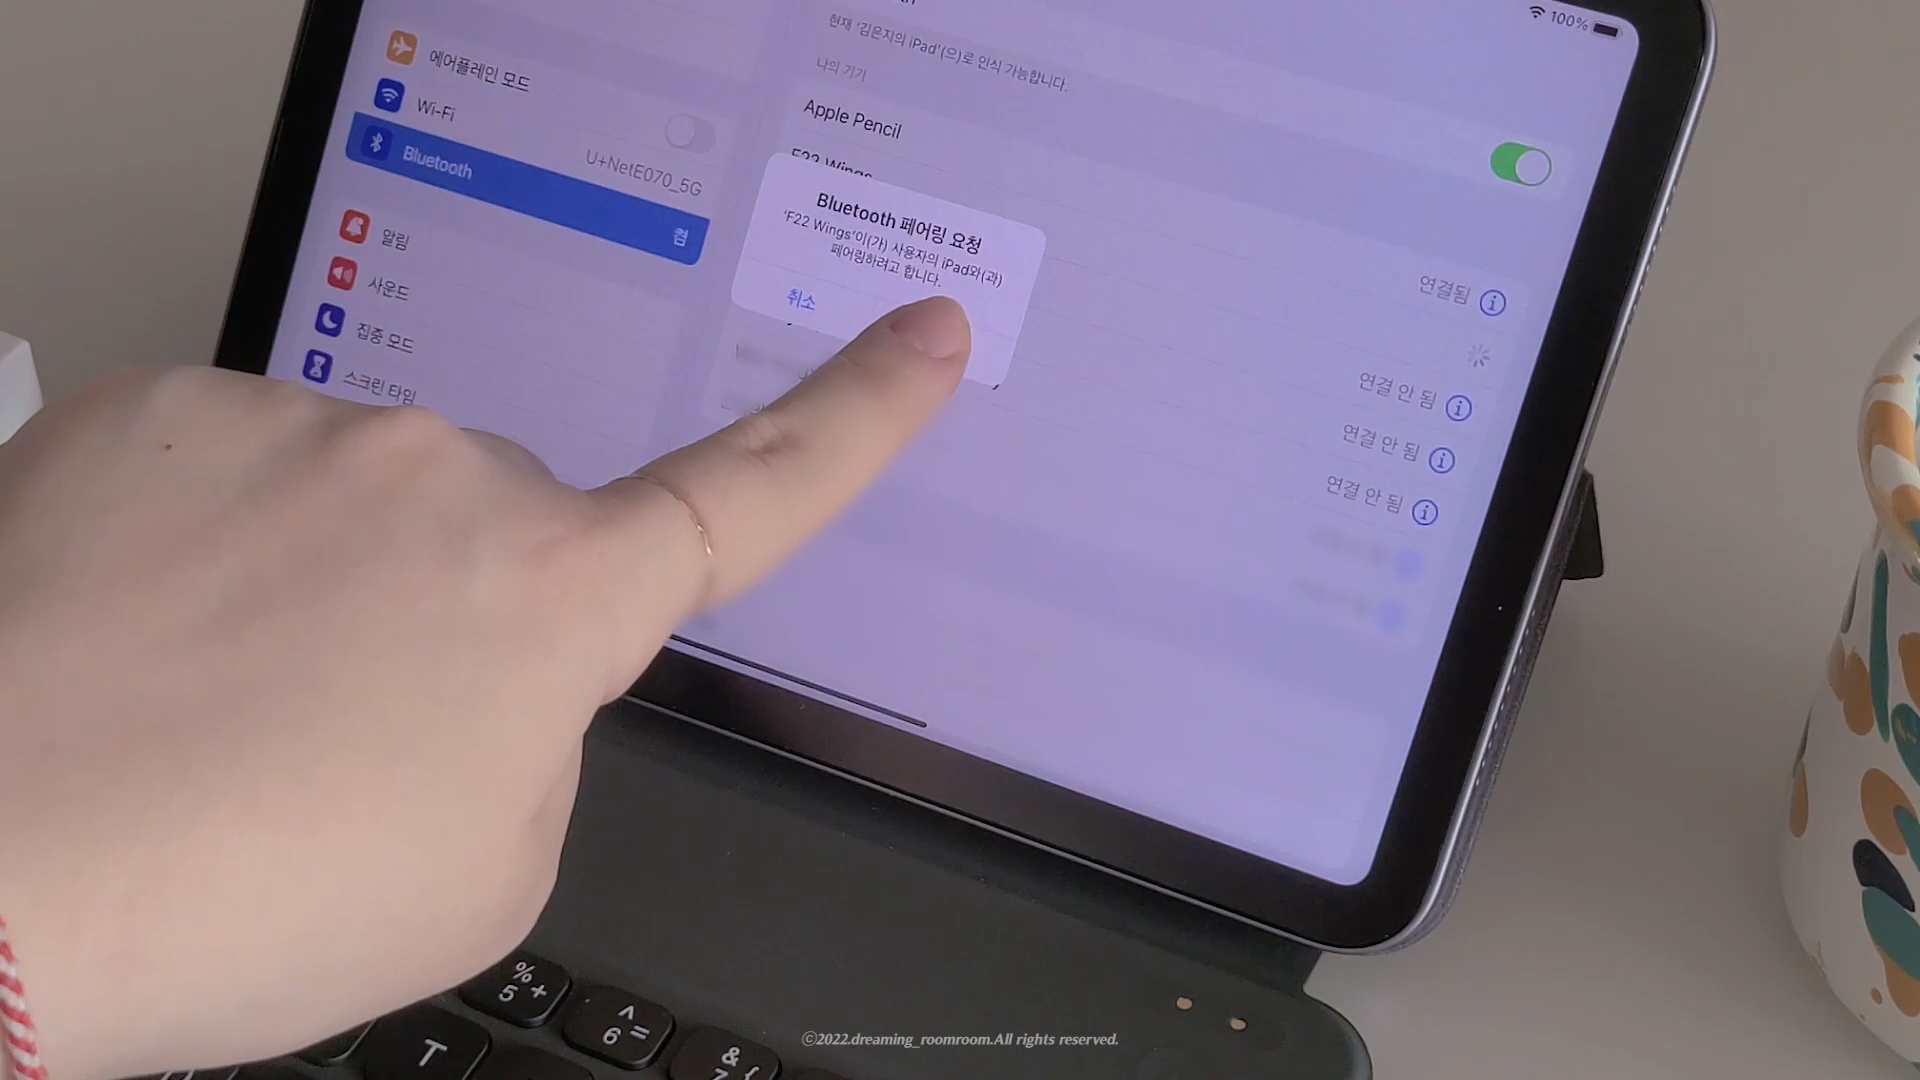 100%
현재 '김은지의 iPad'(으)로 인식 가능합니다.
에어플레인 모드
Wi-Fi
U+NetE070_5G
Bluetooth
켬
알림
사운드
집중 모드
스크린 타임
나의 기기
Apple Pencil
연결됨
F22 Wings
연결 안 됨
연결 안 됨
연결 안 됨
Bluetooth 페어링 요청
'F22 Wings'이(가) 사용자의 iPad와(과)
페어링하려고 합니다.
취소
% 5 +
^ 6 =
& 7 {
T
©2022.dreaming_roomroom.All rights reserved.